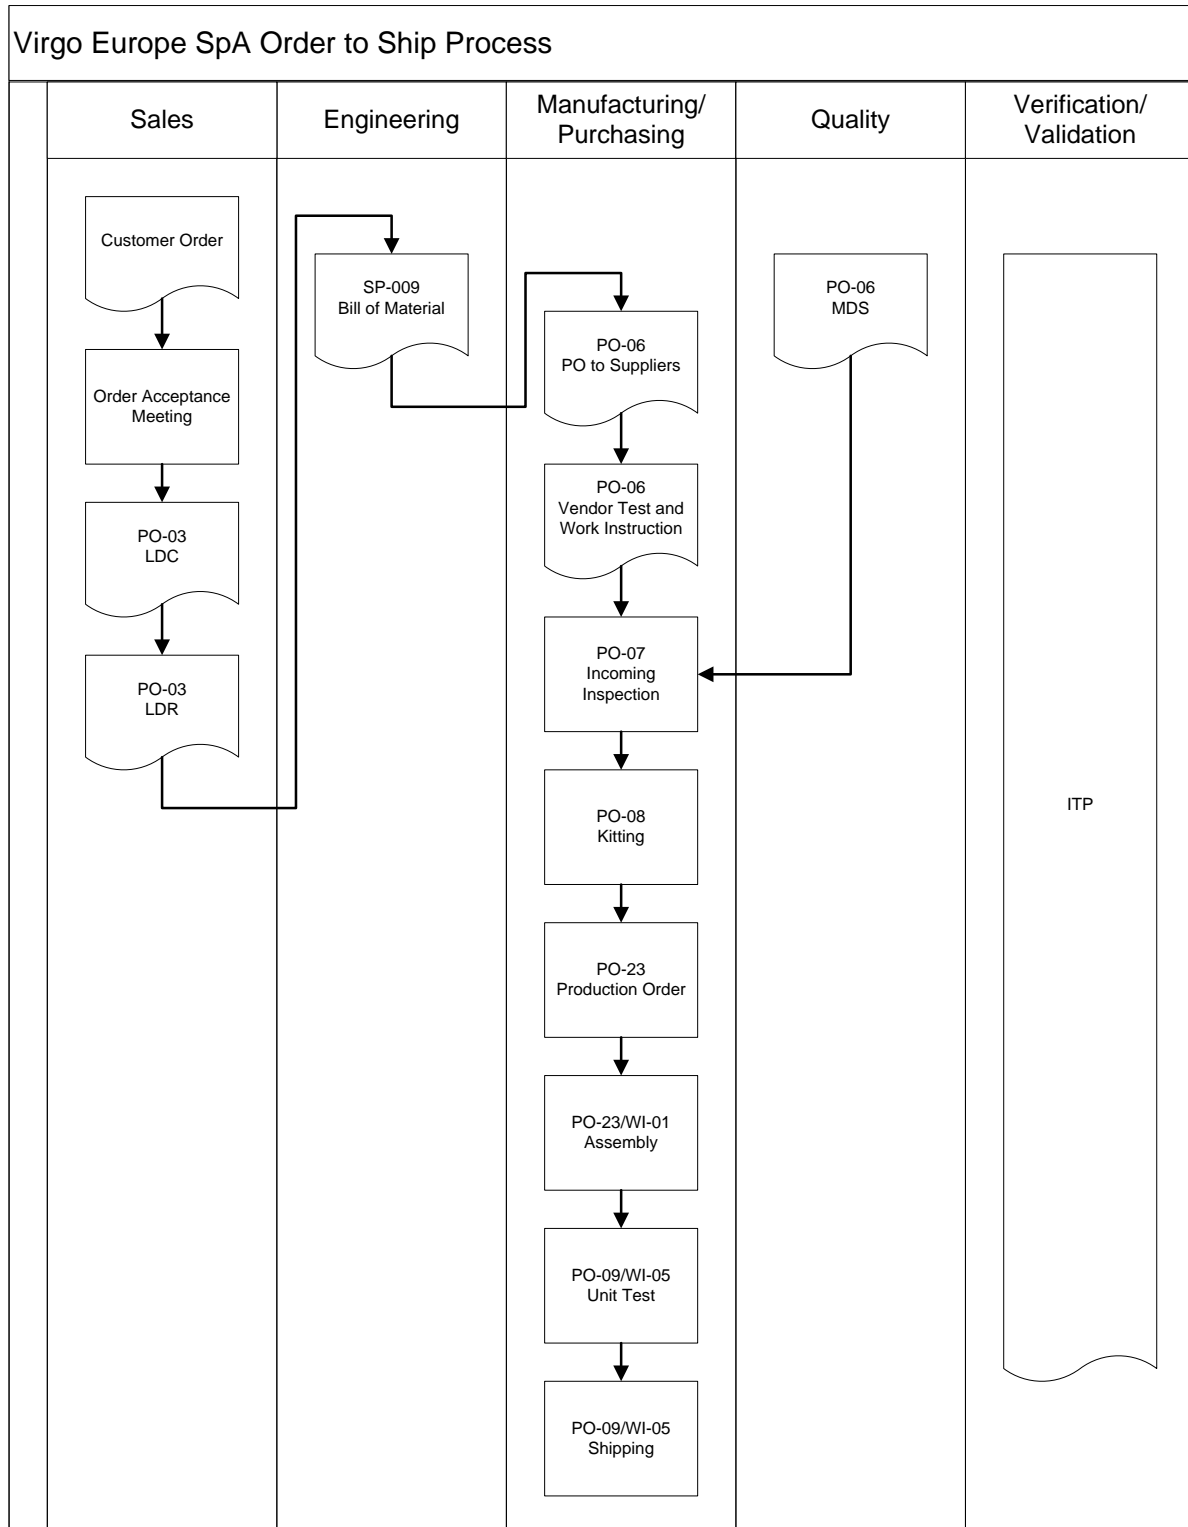 Virgo Europe SpA Order to Ship Process
Sales
Engineering
Manufacturing/
Purchasing
Quality
Verification/
Validation
Customer Order
Order Acceptance
Meeting
PO-03
LDC
PO-03
LDR
SP-009
Bill of Material
PO-06
PO to Suppliers
PO-06
Vendor Test and
Work Instruction
PO-07
Incoming
Inspection
PO-08
Kitting
PO-23
Production Order
PO-23/WI-01
Assembly
PO-09/WI-05
Unit Test
PO-09/WI-05
Shipping
PO-06
MDS
ITP